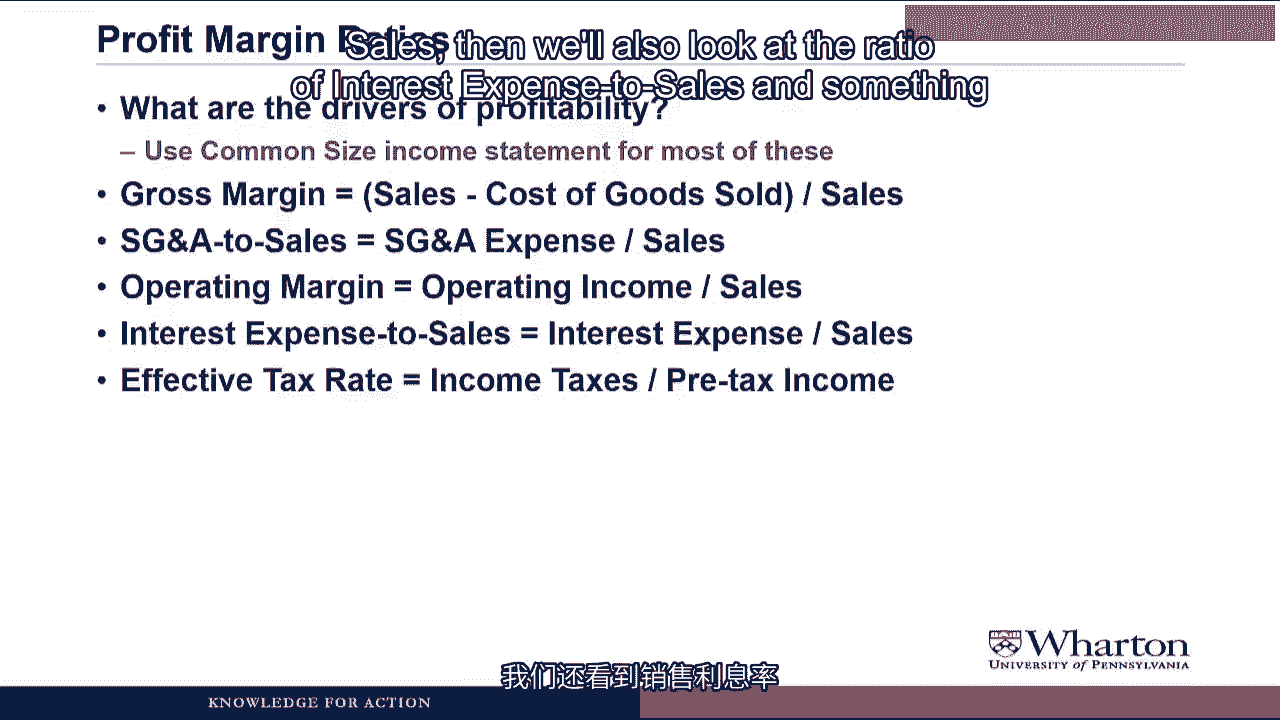 Profit Margin Ratios
Sales, then we'll also look at the ratio
of Interest Expense-to-Sales and something
• What are the drivers of profitability?
– Use Common Size income statement for most of these
• Gross Margin = (Sales - Cost of Goods Sold) / Sales
• SG&A-to-Sales = SG&A Expense / Sales
• Operating Margin = Operating Income / Sales
• Interest Expense-to-Sales = Interest Expense / Sales
• Effective Tax Rate = Income Taxes / Pre-tax Income
Wharton
UNIVERSITY of PENNSYLVANIA
我们还看到销售利息率
KNOWLEDGE FOR ACTION